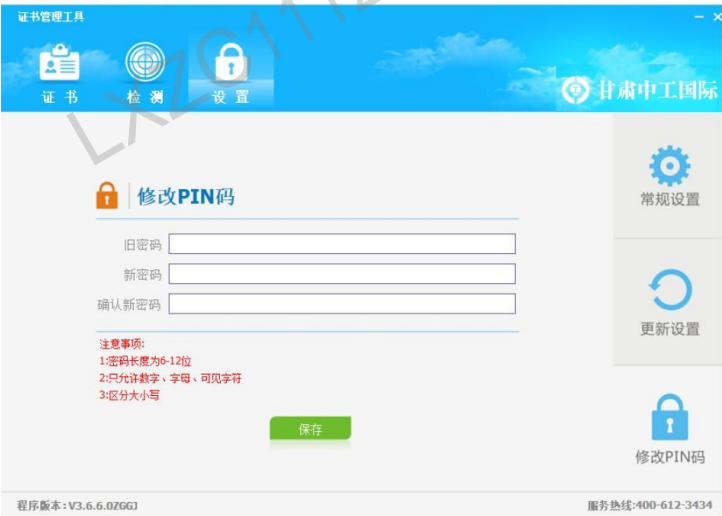 证书管理工具
证 书
检 测
设 置
甘肃中工国际
修改PIN码
旧密码
新密码
确认新密码
注意事项:
1:密码长度为6-12位
2:只允许数字、字母、可见字符
3:区分大小写
保存
常规设置
更新设置
修改PIN码
程序版本:V3.6.6.0ZGGJ
服务热线:400-612-3434